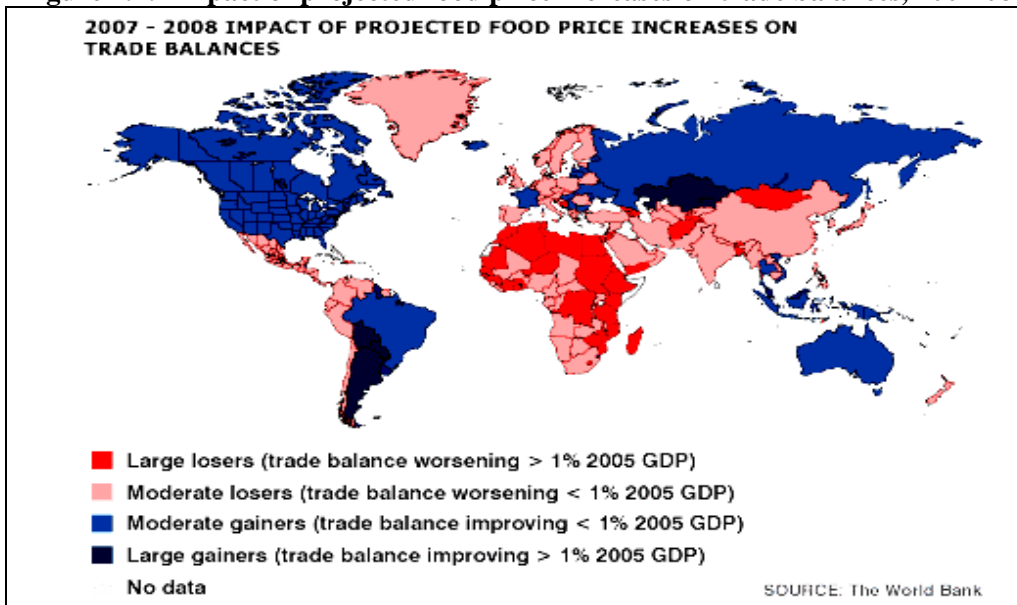 2007 - 2008 IMPACT OF PROJECTED FOOD PRICE INCREASES ON
TRADE BALANCES
Large losers (trade balance worsening > 1% 2005 GDP)
Moderate losers (trade balance worsening < 1% 2005 GDP)
Moderate gainers (trade balance improving < 1% 2005 GDP)
Large gainers (trade balance improving > 1% 2005 GDP)
No data
SOURCE: The World Bank